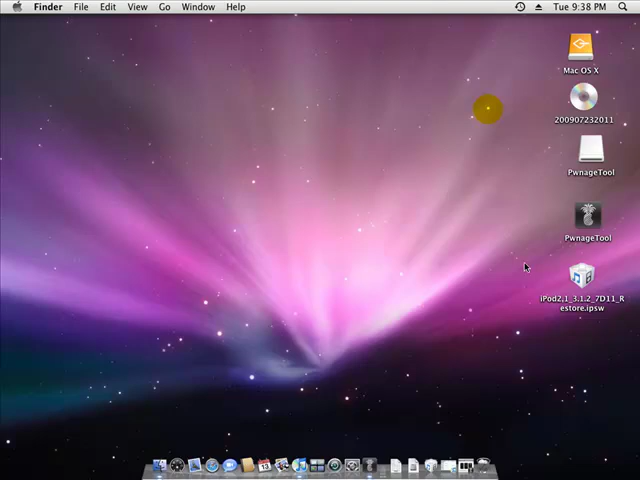 Finder File Edit View Go Window Help Tue 9:38 PM
Mac OS X
200907232011
PwnageTool
PwnageTool
iPod2,1_3.1.2_7D11_R
estore.ipsw
13